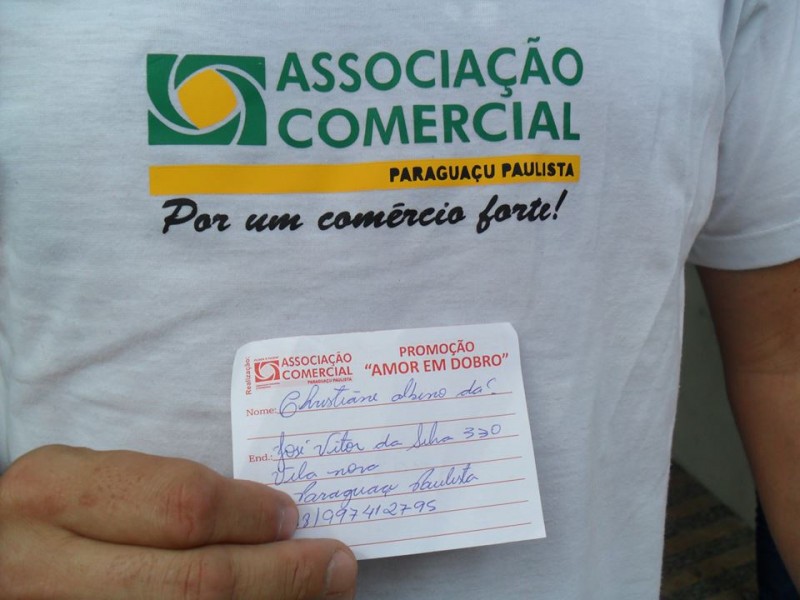 ASSOCIAÇÃO
COMERCIAL
PARAGUAÇU PAULISTA
Por um comércio forte!
Realização:
ASSOCIAÇÃO
COMERCIAL
PARAGUAÇU PAULISTA
PROMOÇÃO
"AMOR EM DOBRO"
Nome: Christiane Albino da
End.: José Vitor da Silva 330
Vila nova
Paraguaçu Paulista
8)997412795